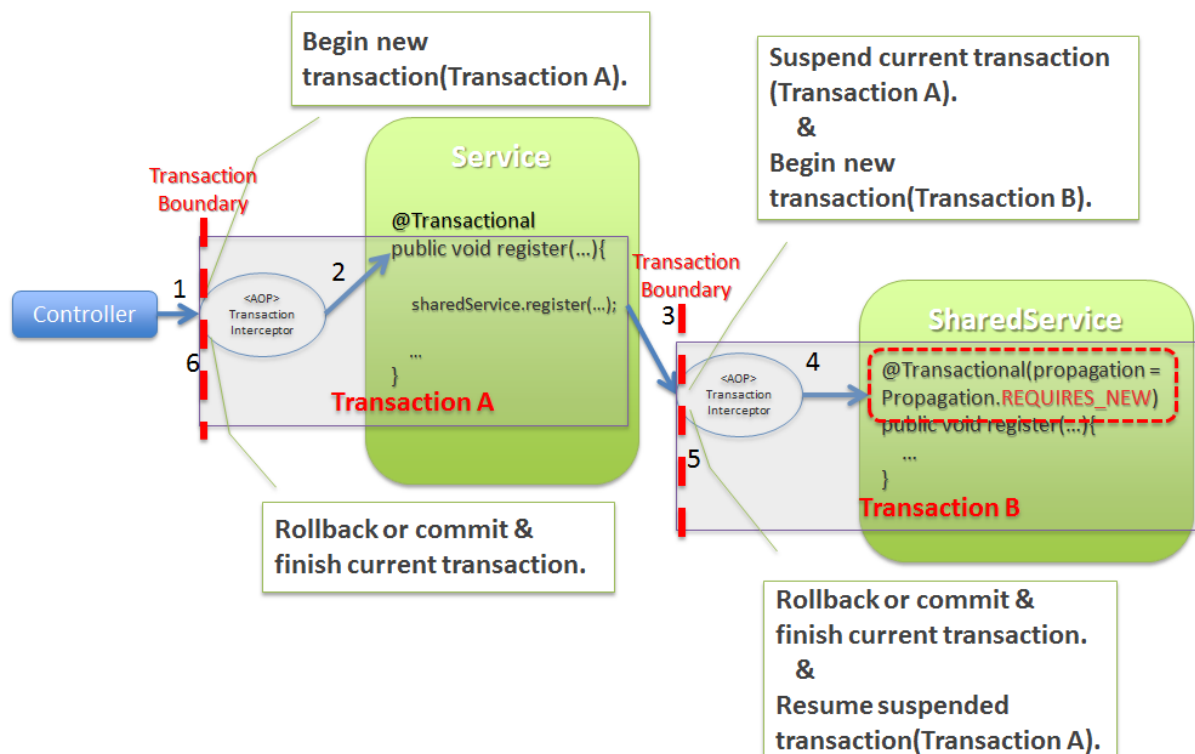 Begin new
transaction(Transaction A).
Suspend current transaction
(Transaction A).
&
Begin new
transaction(Transaction B).
Service
Transaction
Boundary
@Transactional
public void register(...){
sharedService.register(...);
...
}
Transaction A
Controller
1
<AOP>
Transaction
Interceptor
2
6
Transaction
Boundary
3
<AOP>
Transaction
Interceptor
4
5
SharedService
@Transactional(propagation =
Propagation.REQUIRES_NEW)
public void register(...){
...
}
Transaction B
Rollback or commit &
finish current transaction.
Rollback or commit &
finish current transaction.
&
Resume suspended
transaction(Transaction A).